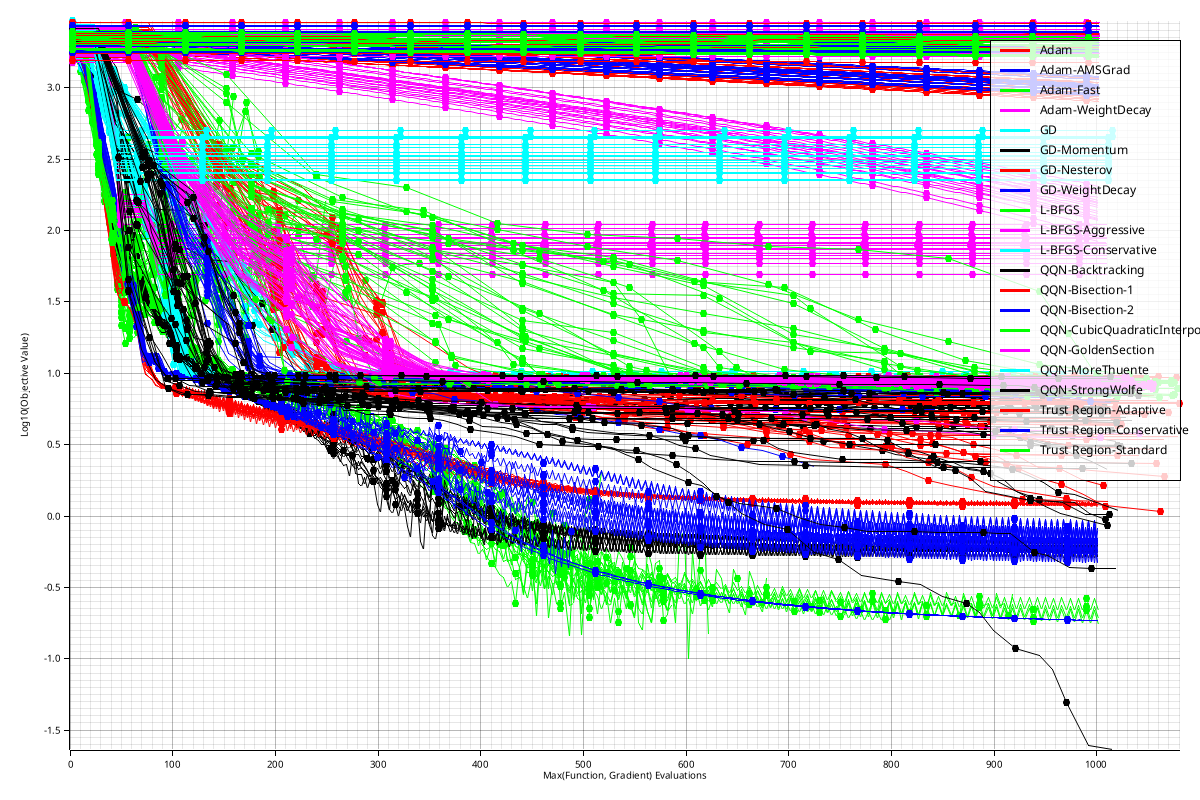 Log10(Objective Value)
3.0
2.5
2.0
1.5
1.0
0.5
0.0
-0.5
-1.0
-1.5
0 100 200 300 400 500 600 700 800 900 1000
Max(Function, Gradient) Evaluations
Adam
Adam-AMSGrad
Adam-Fast
Adam-WeightDecay
GD
GD-Momentum
GD-Nesterov
GD-WeightDecay
L-BFGS
L-BFGS-Aggressive
L-BFGS-Conservative
QQN-Backtracking
QQN-Bisection-1
QQN-Bisection-2
QQN-CubicQuadraticInterpo
QQN-GoldenSection
QQN-MoreThuente
QQN-StrongWolfe
Trust Region-Adaptive
Trust Region-Conservative
Trust Region-Standard